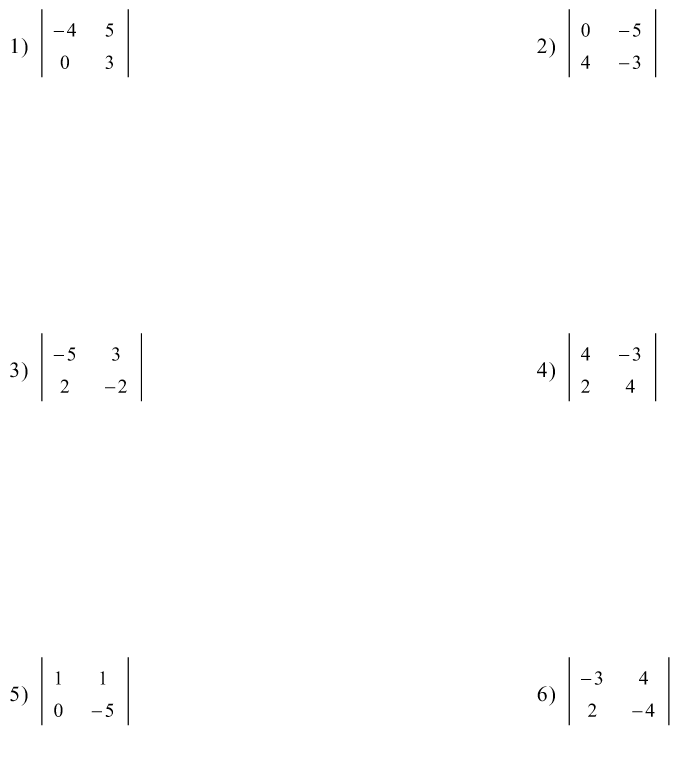 1) | −4 5 |
| 0 3 |
2) | 0 −5 |
| 4 −3 |
3) | −5 3 |
| 2 −2 |
4) | 4 −3 |
| 2 4 |
5) | 1 1 |
| 0 −5 |
6) | −3 4 |
| 2 −4 |